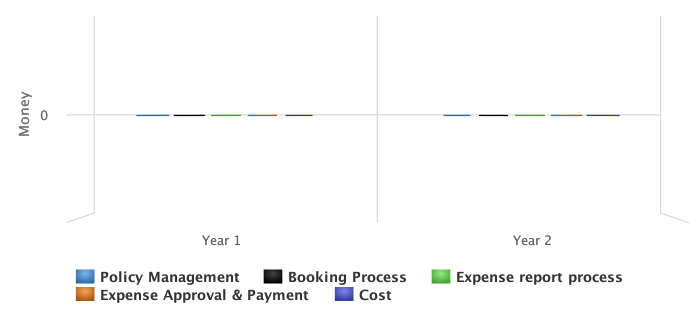 Money
0
Year 1
Year 2
Policy Management
Booking Process
Expense report process
Expense Approval & Payment
Cost